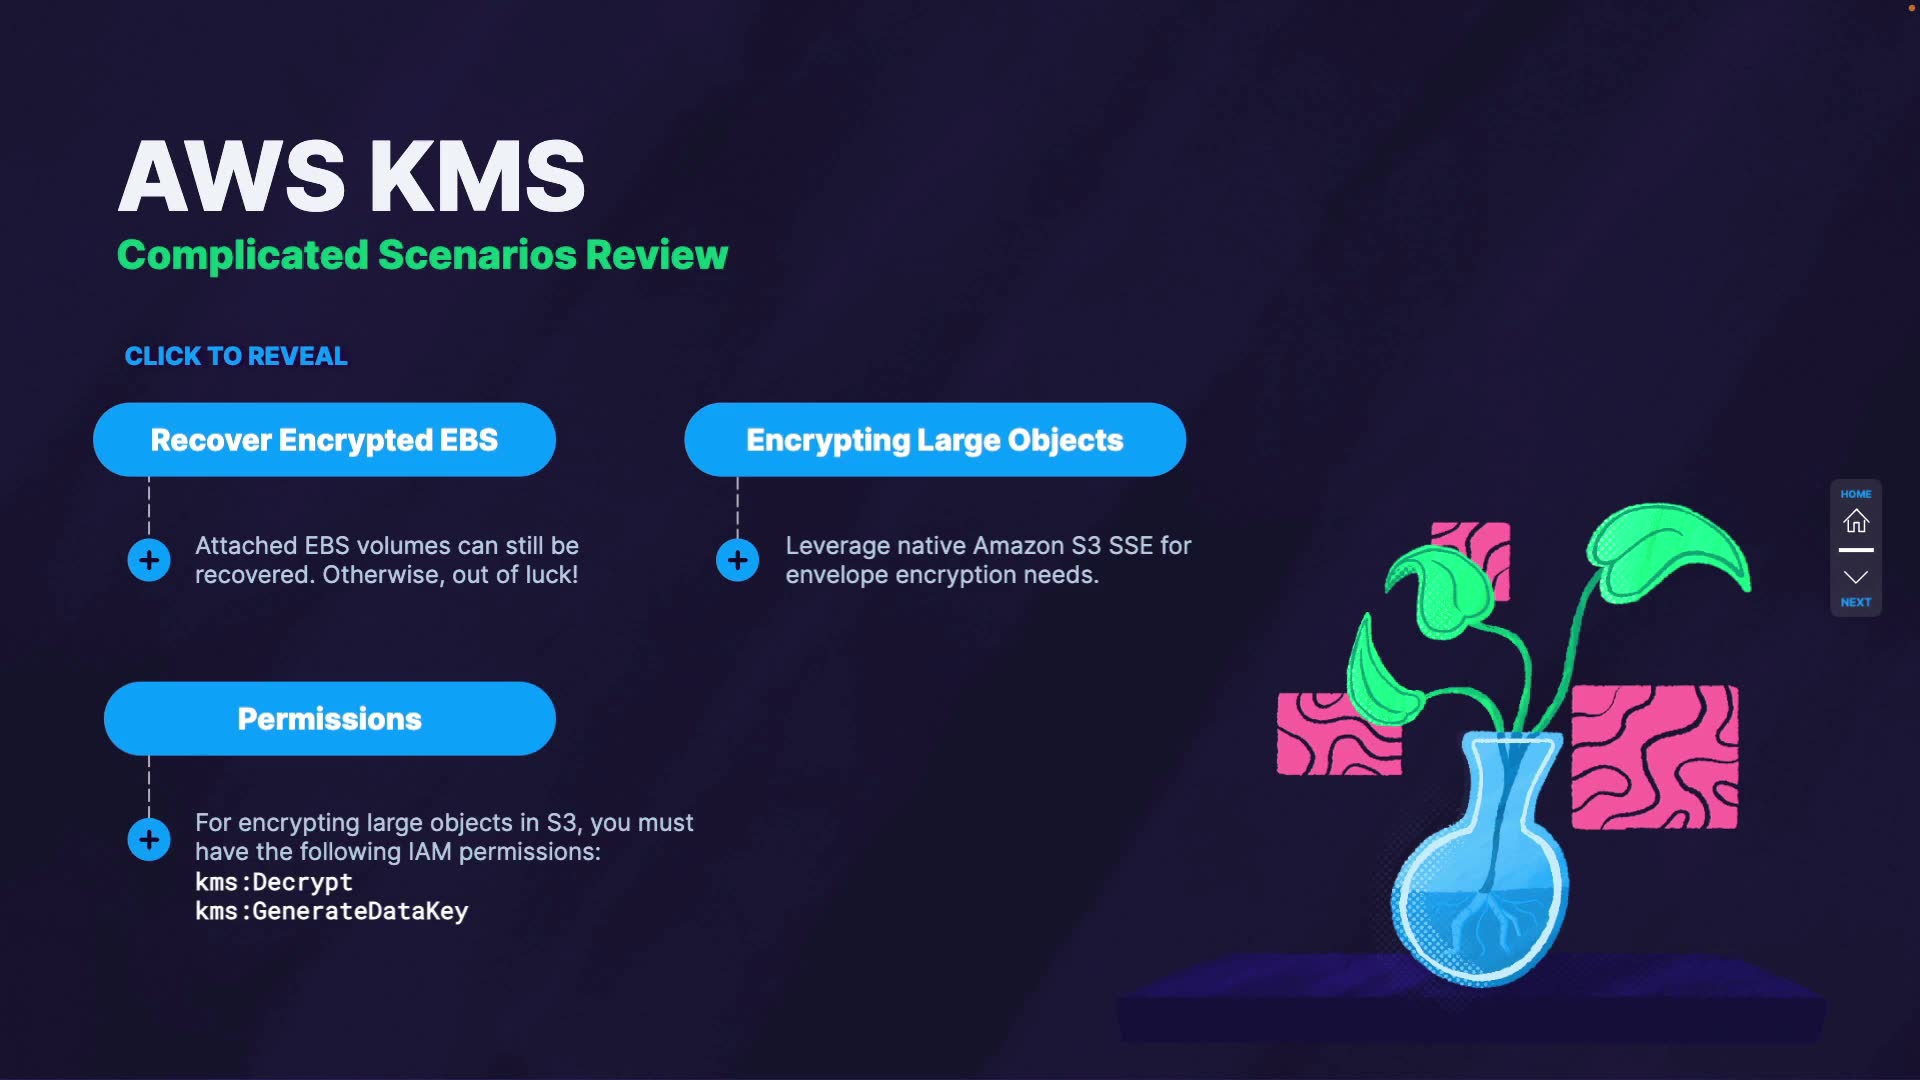 AWS KMS
Complicated Scenarios Review
CLICK TO REVEAL
Recover Encrypted EBS
Attached EBS volumes can still be
recovered. Otherwise, out of luck!
Encrypting Large Objects
Leverage native Amazon S3 SSE for
envelope encryption needs.
Permissions
For encrypting large objects in S3, you must
have the following IAM permissions:
kms:Decrypt
kms:GenerateDataKey
HOME
NEXT